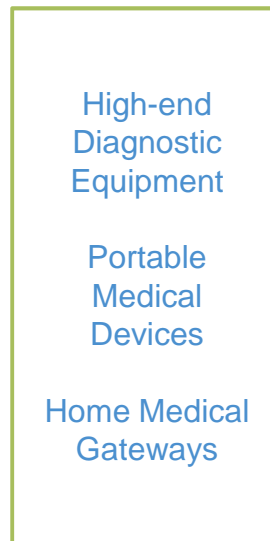 High-end
Diagnostic
Equipment
Portable
Medical
Devices
Home Medical
Gateways